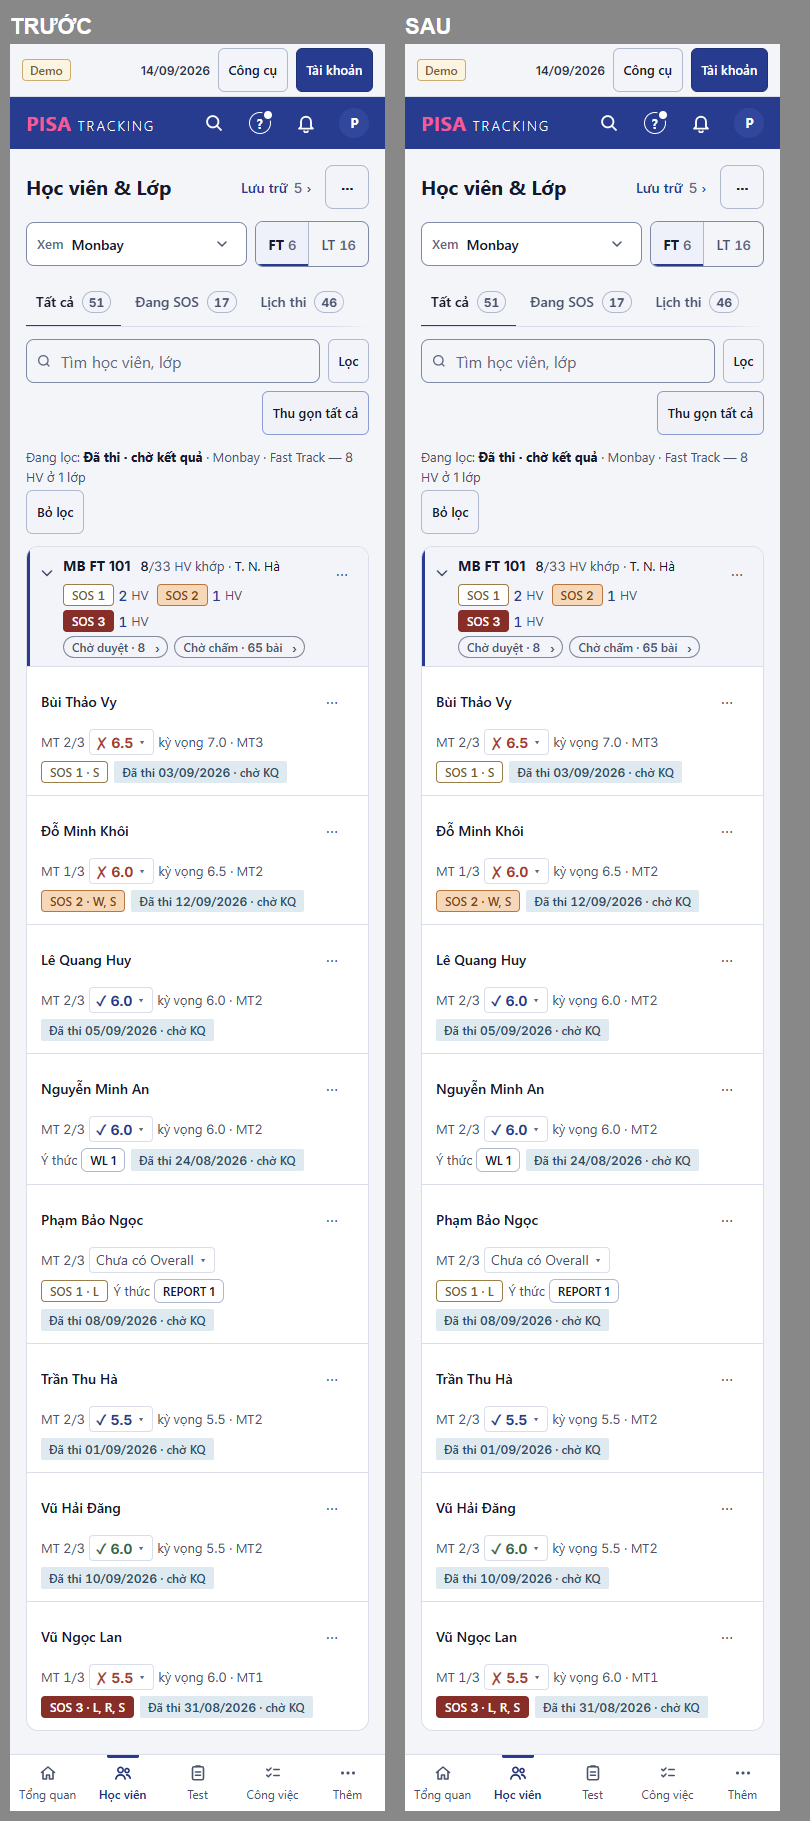 TRƯỚC
Demo 14/09/2026 Công cụ Tài khoản
PISA TRACKING ? P
Học viên & Lớp Lưu trữ 5 › ...
Xem Monbay FT 6 LT 16
Tất cả 51 Đang SOS 17 Lịch thi 46
Tìm học viên, lớp Lọc
Thu gọn tất cả
Đang lọc: Đã thi · chờ kết quả · Monbay · Fast Track — 8
HV ở 1 lớp
Bỏ lọc
MB FT 101 8/33 HV khớp · T. N. Hà ...
SOS 1 2 HV SOS 2 1 HV
SOS 3 1 HV
Chờ duyệt · 8 › Chờ chấm · 65 bài ›
Bùi Thảo Vy ...
MT 2/3 ✗ 6.5 kỳ vọng 7.0 · MT3
SOS 1 · S Đã thi 03/09/2026 · chờ KQ
Đỗ Minh Khôi ...
MT 1/3 ✗ 6.0 kỳ vọng 6.5 · MT2
SOS 2 · W, S Đã thi 12/09/2026 · chờ KQ
Lê Quang Huy ...
MT 2/3 ✓ 6.0 kỳ vọng 6.0 · MT2
Đã thi 05/09/2026 · chờ KQ
Nguyễn Minh An ...
MT 2/3 ✓ 6.0 kỳ vọng 6.0 · MT2
Ý thức WL 1 Đã thi 24/08/2026 · chờ KQ
Phạm Bảo Ngọc ...
MT 2/3 Chưa có Overall
SOS 1 · L Ý thức REPORT 1
Đã thi 08/09/2026 · chờ KQ
Trần Thu Hà ...
MT 2/3 ✓ 5.5 kỳ vọng 5.5 · MT2
Đã thi 01/09/2026 · chờ KQ
Vũ Hải Đăng ...
MT 2/3 ✓ 6.0 kỳ vọng 5.5 · MT2
Đã thi 10/09/2026 · chờ KQ
Vũ Ngọc Lan ...
MT 1/3 ✗ 5.5 kỳ vọng 6.0 · MT1
SOS 3 · L, R, S Đã thi 31/08/2026 · chờ KQ
Tổng quan Học viên Test Công việc Thêm
SAU
Demo 14/09/2026 Công cụ Tài khoản
PISA TRACKING ? P
Học viên & Lớp Lưu trữ 5 › ...
Xem Monbay FT 6 LT 16
Tất cả 51 Đang SOS 17 Lịch thi 46
Tìm học viên, lớp Lọc
Thu gọn tất cả
Đang lọc: Đã thi · chờ kết quả · Monbay · Fast Track — 8
HV ở 1 lớp
Bỏ lọc
MB FT 101 8/33 HV khớp · T. N. Hà ...
SOS 1 2 HV SOS 2 1 HV
SOS 3 1 HV
Chờ duyệt · 8 › Chờ chấm · 65 bài ›
Bùi Thảo Vy ...
MT 2/3 ✗ 6.5 kỳ vọng 7.0 · MT3
SOS 1 · S Đã thi 03/09/2026 · chờ KQ
Đỗ Minh Khôi ...
MT 1/3 ✗ 6.0 kỳ vọng 6.5 · MT2
SOS 2 · W, S Đã thi 12/09/2026 · chờ KQ
Lê Quang Huy ...
MT 2/3 ✓ 6.0 kỳ vọng 6.0 · MT2
Đã thi 05/09/2026 · chờ KQ
Nguyễn Minh An ...
MT 2/3 ✓ 6.0 kỳ vọng 6.0 · MT2
Ý thức WL 1 Đã thi 24/08/2026 · chờ KQ
Phạm Bảo Ngọc ...
MT 2/3 Chưa có Overall
SOS 1 · L Ý thức REPORT 1
Đã thi 08/09/2026 · chờ KQ
Trần Thu Hà ...
MT 2/3 ✓ 5.5 kỳ vọng 5.5 · MT2
Đã thi 01/09/2026 · chờ KQ
Vũ Hải Đăng ...
MT 2/3 ✓ 6.0 kỳ vọng 5.5 · MT2
Đã thi 10/09/2026 · chờ KQ
Vũ Ngọc Lan ...
MT 1/3 ✗ 5.5 kỳ vọng 6.0 · MT1
SOS 3 · L, R, S Đã thi 31/08/2026 · chờ KQ
Tổng quan Học viên Test Công việc Thêm